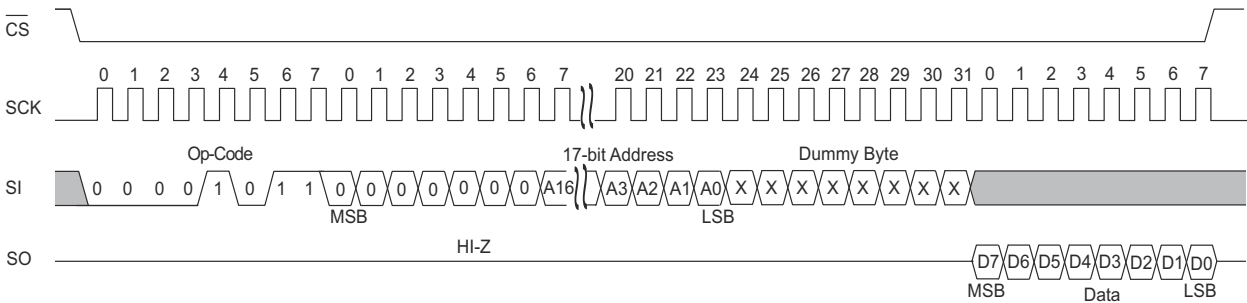 CS
0 1 2 3 4 5 6 7 0 1 2 3 4 5 6 7 20 21 22 23 24 25 26 27 28 29 30 31 0 1 2 3 4 5 6 7
SCK
Op-Code 17-bit Address Dummy Byte
SI 0 0 0 0 1 0 1 1 0 0 0 0 0 0 0 A16 A3 A2 A1 A0 X X X X X X X X
MSB LSB
HI-Z
SO D7 D6 D5 D4 D3 D2 D1 D0
MSB Data LSB